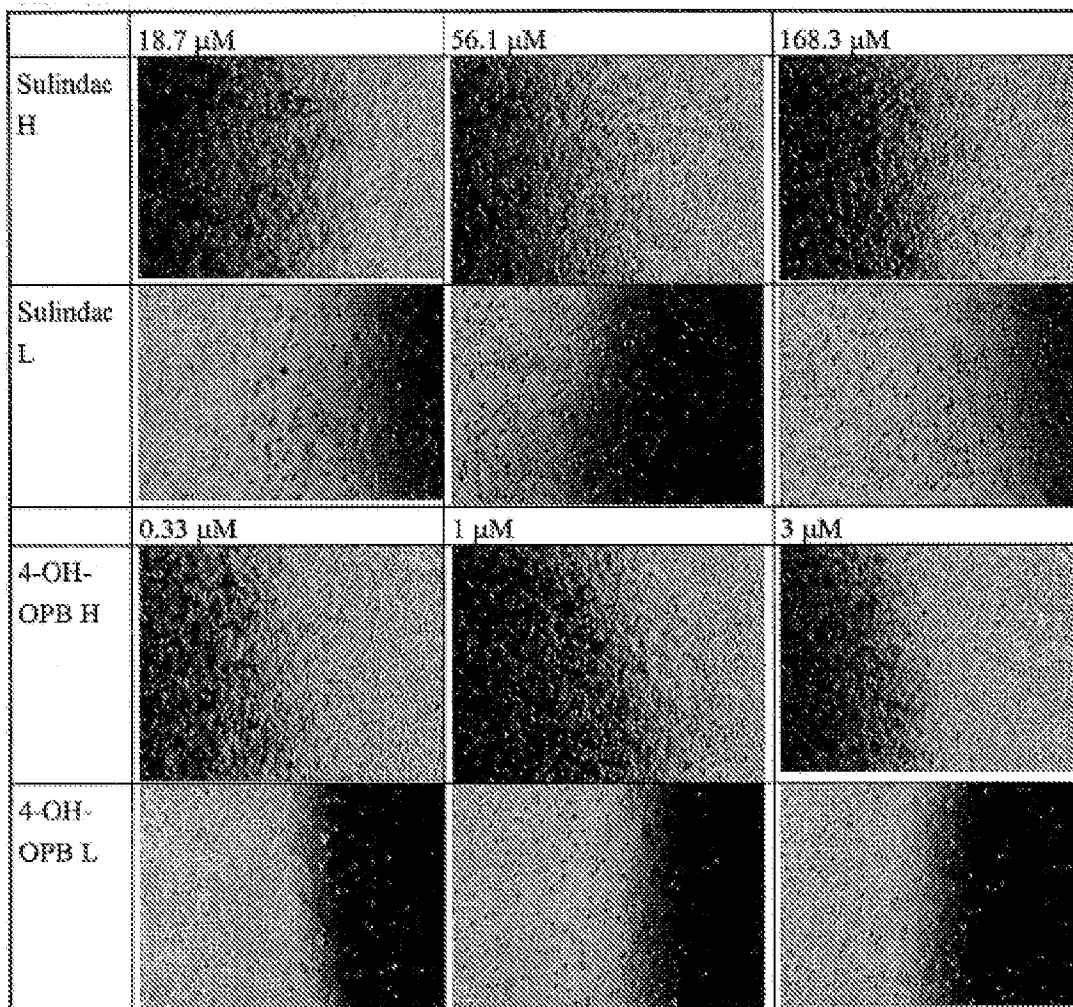 18.7 μM 56.1 μM 168.3 μM
Sulindac
H
Sulindac
L
0.33 μM 1 μM 3 μM
4-OH-
OPB H
4-OH-
OPB L